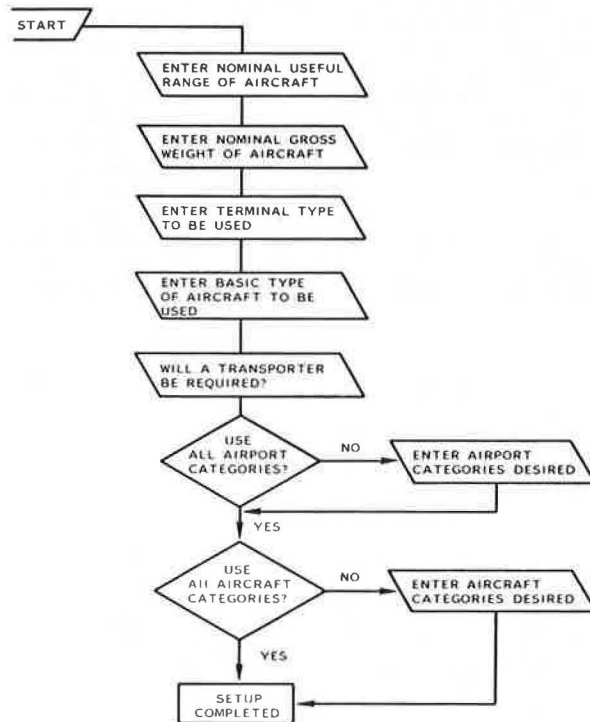 START
ENTER NOMINAL USEFUL
RANGE OF AIRCRAFT
ENTER NOMINAL GROSS
WEIGHT OF AIRCRAFT
ENTER TERMINAL TYPE
TO BE USED
ENTER BASIC TYPE
OF AIRCRAFT TO BE
USED
WILL A TRANSPORTER
BE REQUIRED?
USE
ALL AIRPORT
CATEGORIES?
NO
ENTER AIRPORT
CATEGORIES DESIRED
YES
USE
All AIRCRAFT
CATEGORIES?
NO
ENTER AIRCRAFT
CATEGORIES DESIRED
YES
SETUP
COMPLETED